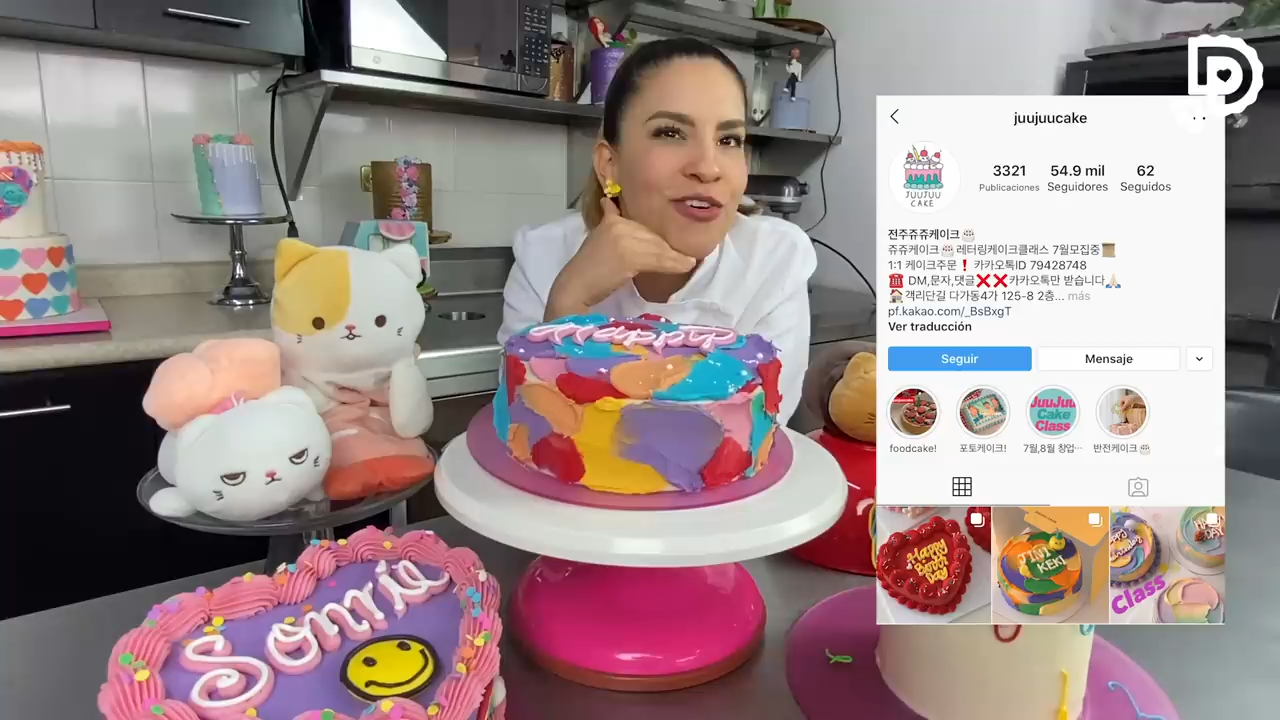 juujuucake
JUUJUU
CAKE
3321
Publicaciones
54.9 mil
Seguidores
62
Seguidos
전주쥬쥬케이크
쥬쥬케이크 레터링케이크클래스 7월모집중
1:1 케이크주문❗카카오톡ID 79428748
DM,문자,댓글❌❌카카오톡만 받습니다
객리단길 다가동4가 125-8 2층... más
pf.kakao.com/_BsBxgT
Ver traducción
Seguir
Mensaje
foodcake!
포토케이크!
JuuJuu
Cake
Class
7월,8월 창업...
반전케이크
Happy
Birth
Day
JINI
KEKI
Class
Happy
Sonríe
D